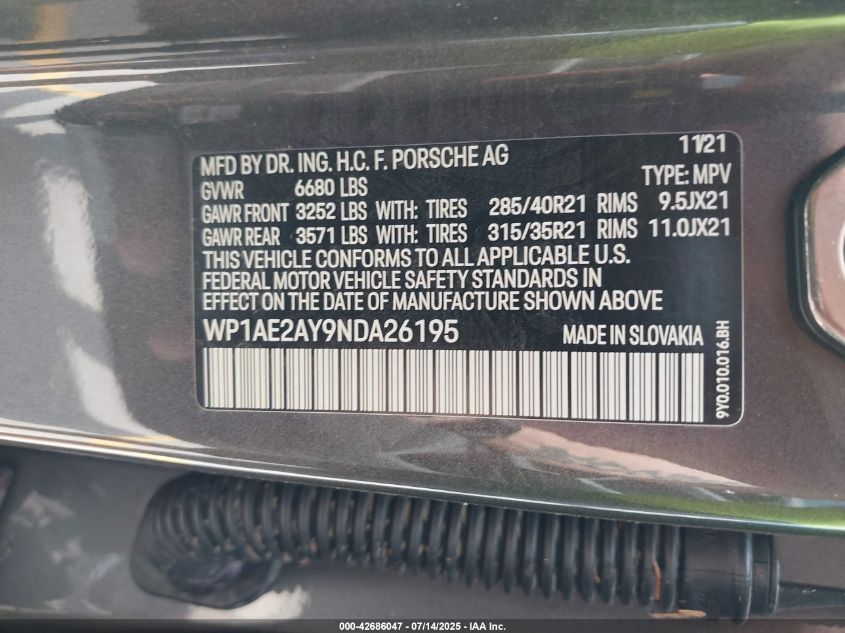 11/21
MFD BY DR. ING. H.C. F. PORSCHE AG
TYPE: MPV
GVWR 6680 LBS
GAWR FRONT 3252 LBS WITH: TIRES 285/40R21 RIMS 9.5JX21
GAWR REAR 3571 LBS WITH: TIRES 315/35R21 RIMS 11.0JX21
THIS VEHICLE CONFORMS TO ALL APPLICABLE U.S.
FEDERAL MOTOR VEHICLE SAFETY STANDARDS IN
EFFECT ON THE DATE OF MANUFACTURE SHOWN ABOVE
WP1AE2AY9NDA26195 MADE IN SLOVAKIA
9Y0.010.016.BH
000-42686047 - 07/14/2025 - IAA Inc.